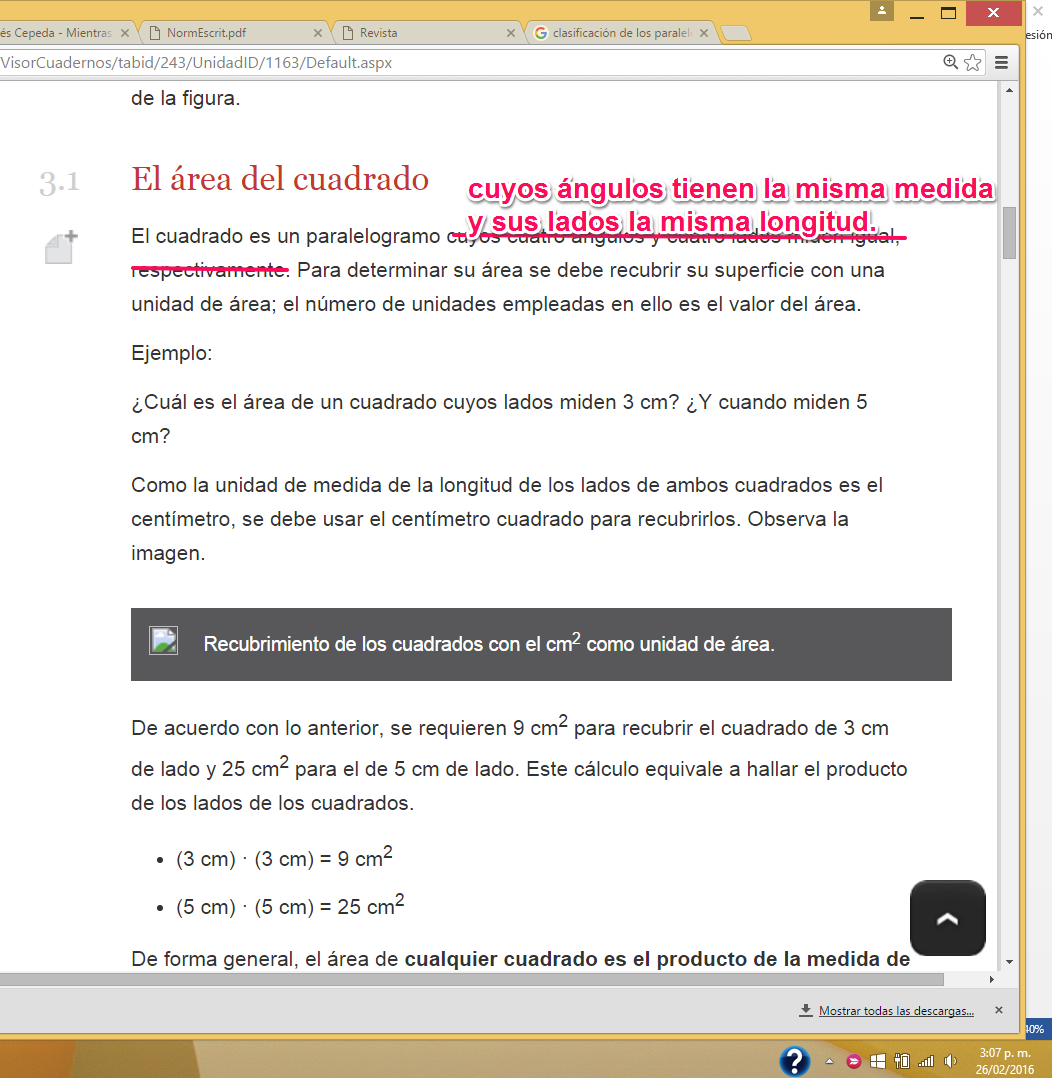 és Cepeda - Mientras
NormEscrit.pdf
Revista
clasificación de los paralel
esión
VisorCuadernos/tabid/243/UnidadID/1163/Default.aspx
de la figura.
3.1 El área del cuadrado
cuyos ángulos tienen la misma medida
y sus lados la misma longitud.
El cuadrado es un paralelogramo cuyos cuatro ángulos y cuatro lados miden igual,
respectivamente. Para determinar su área se debe recubrir su superficie con una
unidad de área; el número de unidades empleadas en ello es el valor del área.
Ejemplo:
¿Cuál es el área de un cuadrado cuyos lados miden 3 cm? ¿Y cuando miden 5
cm?
Como la unidad de medida de la longitud de los lados de ambos cuadrados es el
centímetro, se debe usar el centímetro cuadrado para recubrirlos. Observa la
imagen.
Recubrimiento de los cuadrados con el cm² como unidad de área.
De acuerdo con lo anterior, se requieren 9 cm² para recubrir el cuadrado de 3 cm
de lado y 25 cm² para el de 5 cm de lado. Este cálculo equivale a hallar el producto
de los lados de los cuadrados.
• (3 cm) · (3 cm) = 9 cm²
• (5 cm) · (5 cm) = 25 cm²
De forma general, el área de cualquier cuadrado es el producto de la medida de
Mostrar todas las descargas...
40%
3:07 p. m.
26/02/2016